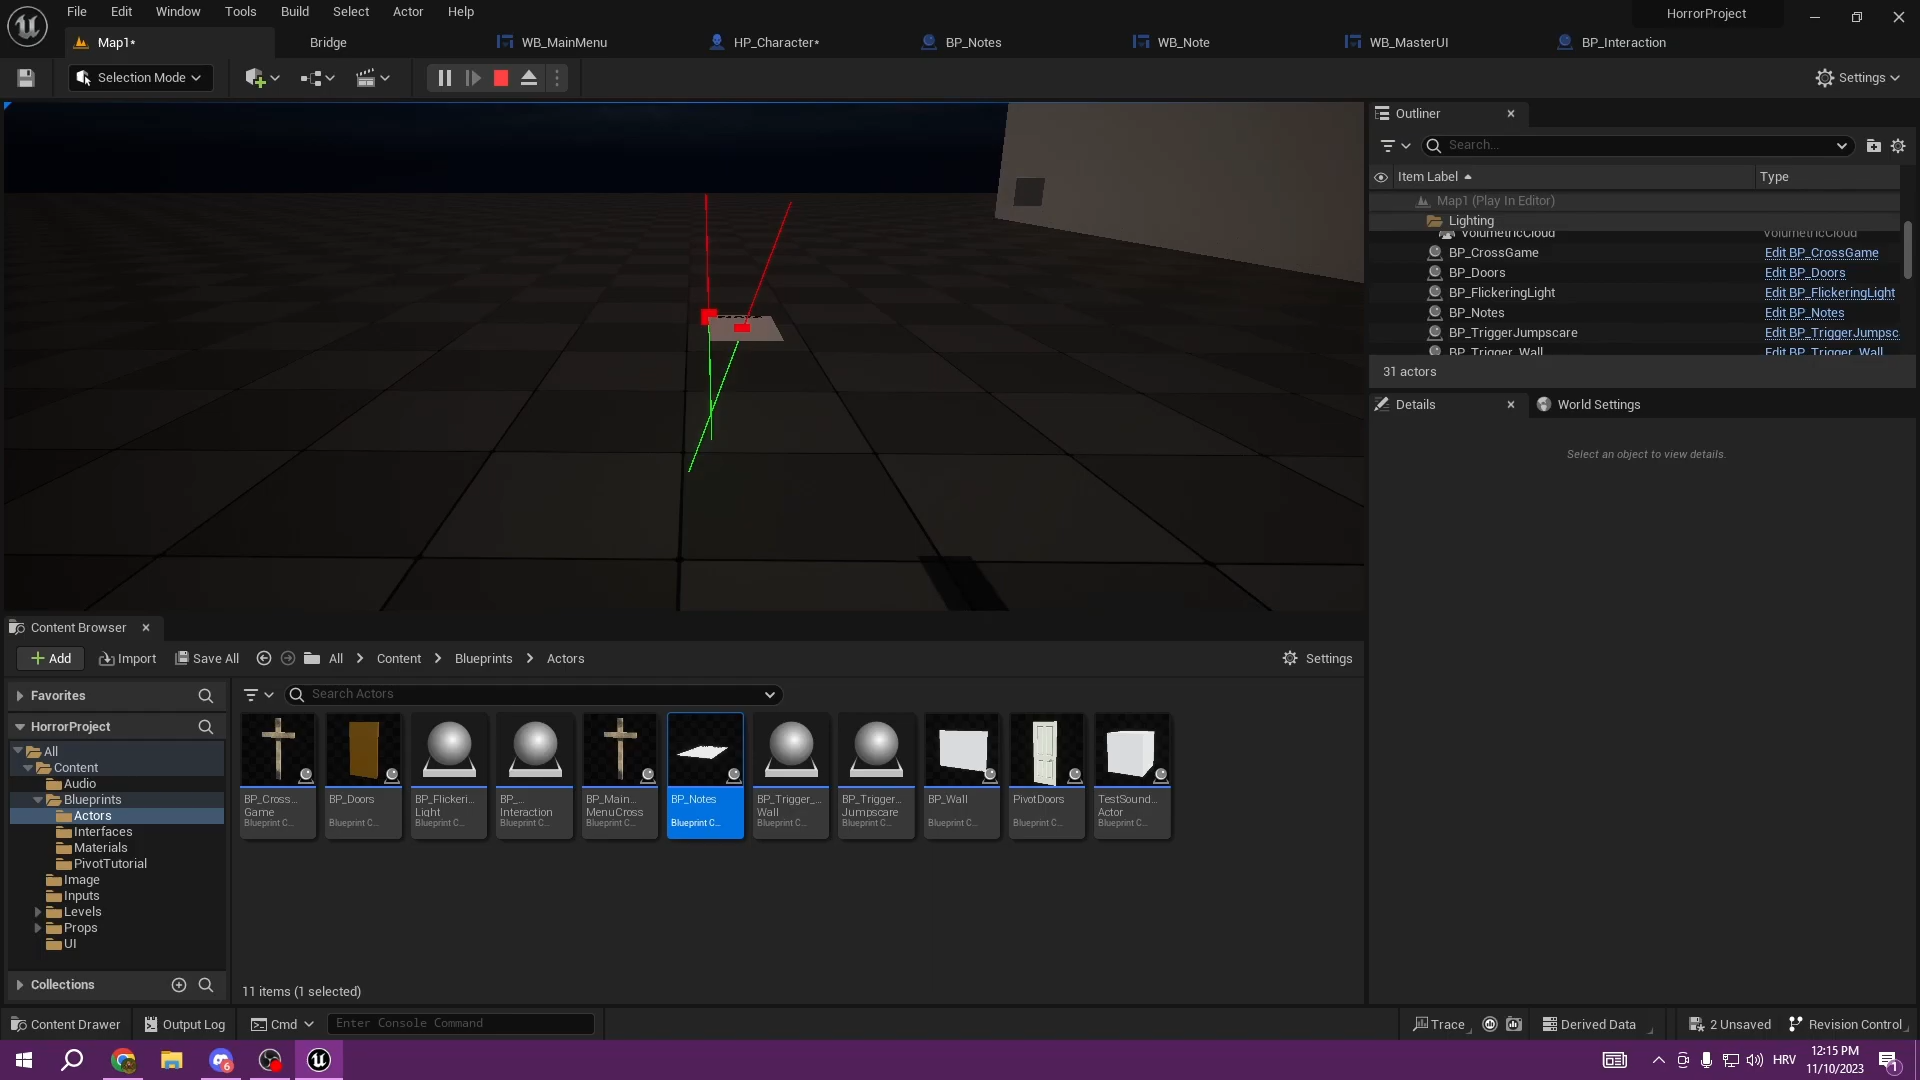 File Edit Window Tools Build Select Actor Help
HorrorProject
Map1*
Bridge
WB_MainMenu
HP_Character*
BP_Notes
WB_Note
WB_MasterUI
BP_Interaction
Selection Mode
Settings
Outliner
Search...
Item Label
Type
Map1 (Play In Editor)
Lighting
VolumetricCloud VolumetricCloud
BP_CrossGame Edit BP_CrossGame
BP_Doors Edit BP_Doors
BP_FlickeringLight Edit BP_FlickeringLight
BP_Notes Edit BP_Notes
BP_TriggerJumpscare Edit BP_TriggerJumpsc
BP_Trigger_Wall Edit BP_Trigger_Wall
31 actors
Details
World Settings
Select an object to view details.
Content Browser
Add
Import
Save All
All
Content
Blueprints
Actors
Settings
Favorites
Search Actors
HorrorProject
All
Content
Audio
Blueprints
Actors
Interfaces
Materials
PivotTutorial
Image
Inputs
Levels
Props
UI
Collections
BP_Cross...
Game
Blueprint C...
BP_Doors
Blueprint C...
BP_Flickeri...
Light
Blueprint C...
BP_...
Interaction
Blueprint C...
BP_Main...
MenuCross
Blueprint C...
BP_Notes
Blueprint C...
BP_Trigger_...
Wall
Blueprint C...
BP_Trigger...
Jumpscare
Blueprint C...
BP_Wall
Blueprint C...
PivotDoors
Blueprint C...
TestSound...
Actor
Blueprint C...
11 items (1 selected)
Content Drawer
Output Log
Cmd
Enter Console Command
Trace
Derived Data
2 Unsaved
Revision Control
6
HRV
12:15 PM
11/10/2023
1